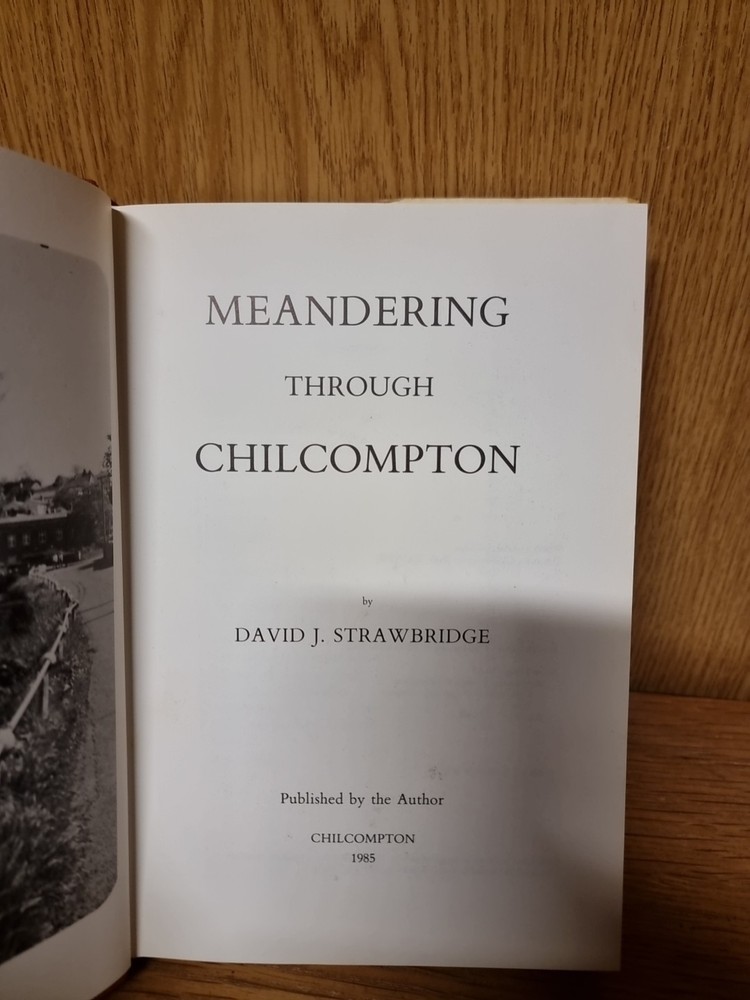 MEANDERING
THROUGH
CHILCOMPTON
by
DAVID J. STRAWBRIDGE
Published by the Author
CHILCOMPTON
1985